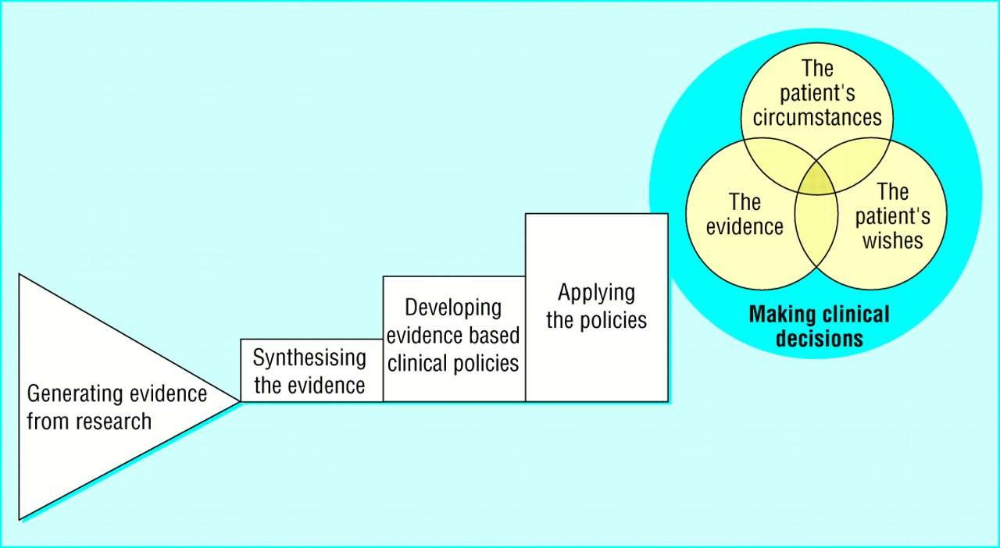 Generating evidence
from research
Synthesising
the evidence
Developing
evidence based
clinical policies
Applying
the policies
The
patient's
circumstances
The
evidence
The
patient's
wishes
Making clinical
decisions